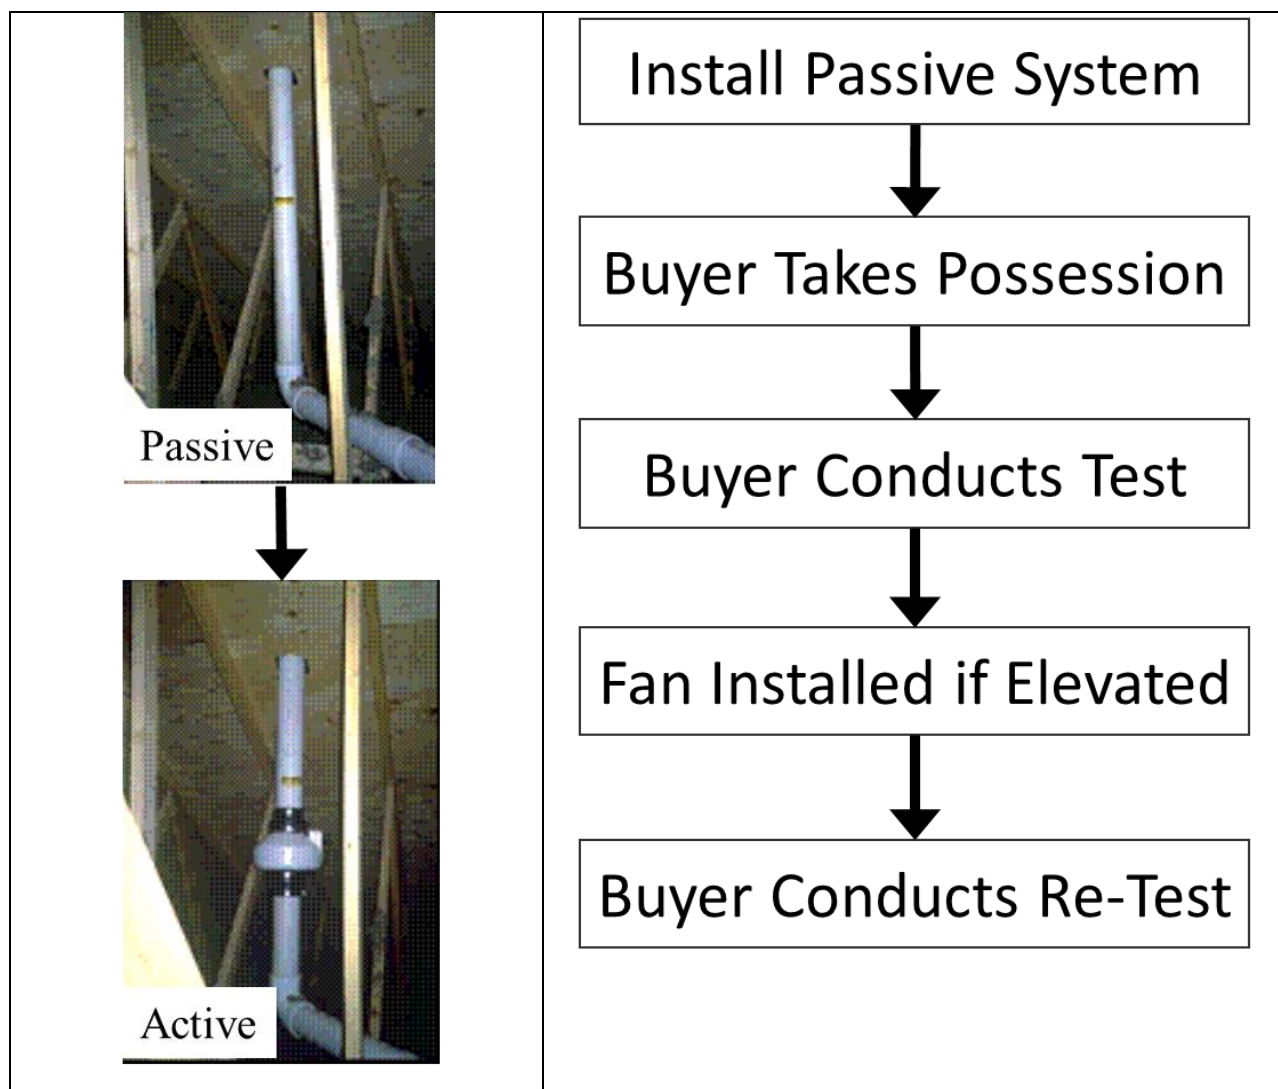 Passive
Active
Install Passive System
Buyer Takes Possession
Buyer Conducts Test
Fan Installed if Elevated
Buyer Conducts Re-Test